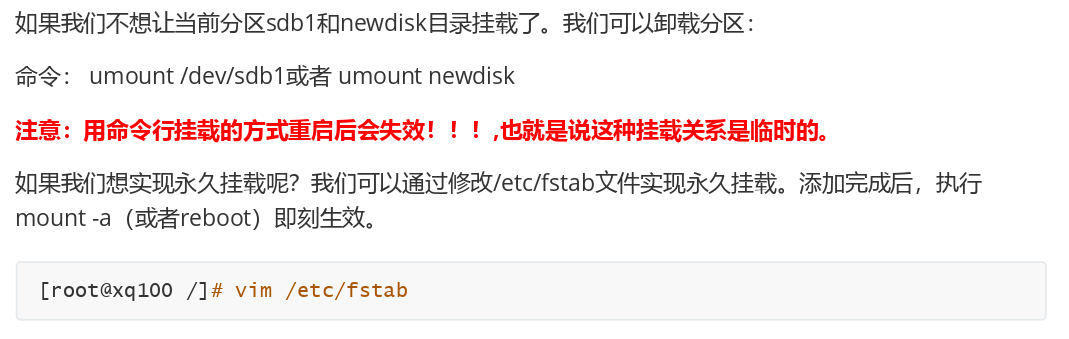 如果我们不想让当前分区sdb1和newdisk目录挂载了。我们可以卸载分区：
命令： umount /dev/sdb1或者 umount newdisk
注意：用命令行挂载的方式重启后会失效！！！,也就是说这种挂载关系是临时的。
如果我们想实现永久挂载呢？我们可以通过修改/etc/fstab文件实现永久挂载。添加完成后，执行
mount -a（或者reboot）即刻生效。
[root@xq100 /]# vim /etc/fstab